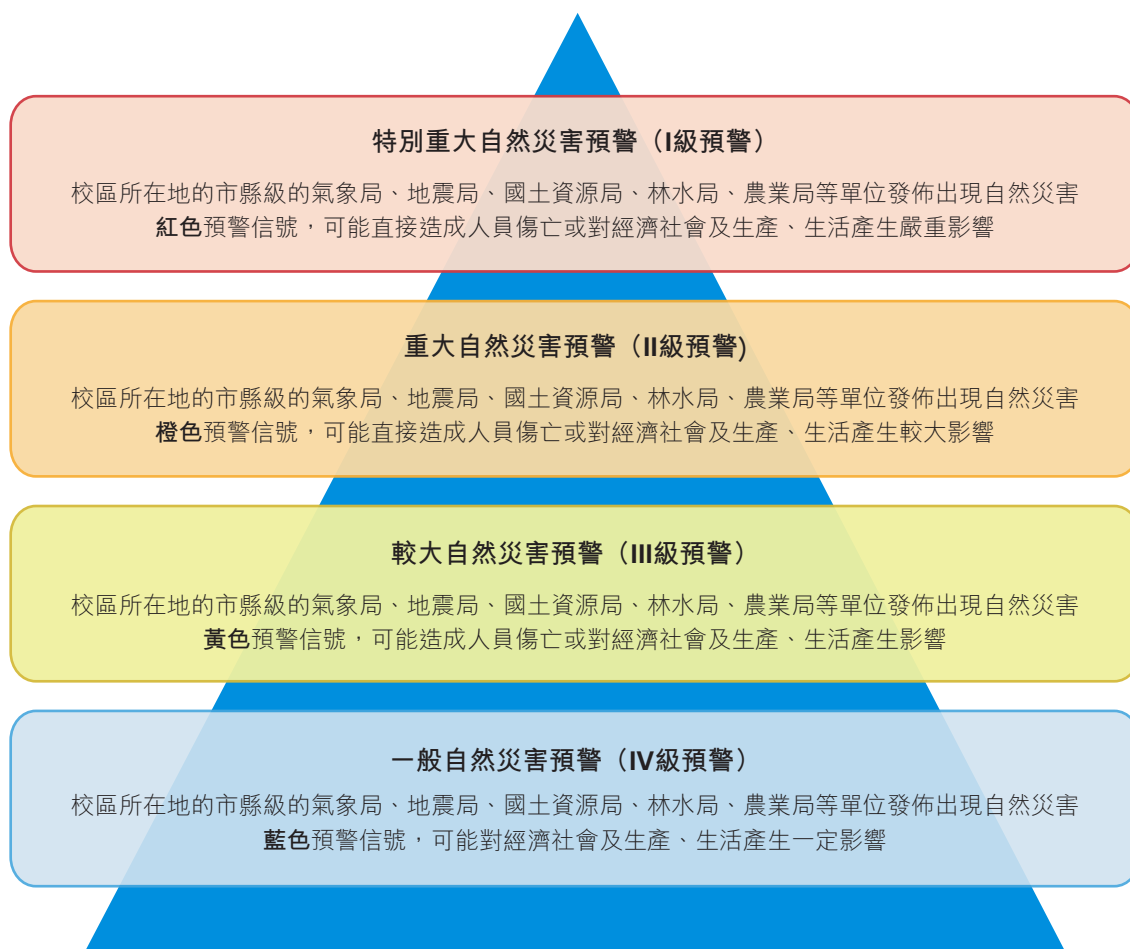 特別重大自然災害預警（I級預警）
校區所在地的市縣級的氣象局、地震局、國土資源局、林水局、農業局等單位發佈出現自然災害
紅色預警信號，可能直接造成人員傷亡或對經濟社會及生產、生活產生嚴重影響
重大自然災害預警（II級預警)
校區所在地的市縣級的氣象局、地震局、國土資源局、林水局、農業局等單位發佈出現自然災害
橙色預警信號，可能直接造成人員傷亡或對經濟社會及生產、生活產生較大影響
較大自然災害預警（III級預警）
校區所在地的市縣級的氣象局、地震局、國土資源局、林水局、農業局等單位發佈出現自然災害
黃色預警信號，可能造成人員傷亡或對經濟社會及生產、生活產生影響
一般自然災害預警（IV級預警）
校區所在地的市縣級的氣象局、地震局、國土資源局、林水局、農業局等單位發佈出現自然災害
藍色預警信號，可能對經濟社會及生產、生活產生一定影響